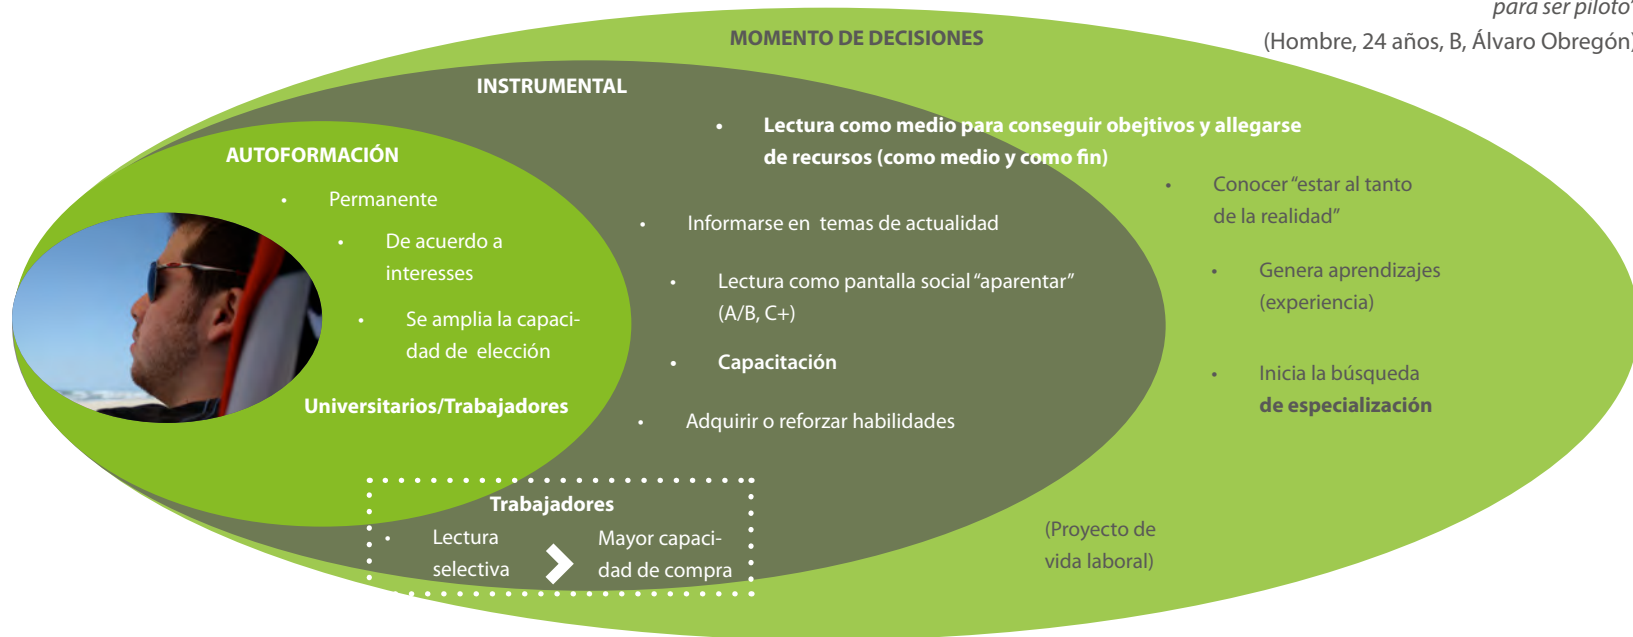 para ser piloto”
(Hombre, 24 años, B, Álvaro Obregón)
MOMENTO DE DECISIONES
INSTRUMENTAL
• Lectura como medio para conseguir obejtivos y allegarse
de recursos (como medio y como fin)
AUTOFORMACIÓN
• Permanente
• De acuerdo a
intereses
• Se amplia la capaci-
dad de elección
Universitarios/Trabajadores
• Informarse en temas de actualidad
• Lectura como pantalla social “aparentar”
(A/B, C+)
• Capacitación
• Adquirir o reforzar habilidades
• Conocer “estar al tanto
de la realidad”
• Genera aprendizajes
(experiencia)
• Inicia la búsqueda
de especialización
Trabajadores
• Lectura
selectiva
Mayor capaci-
dad de compra
(Proyecto de
vida laboral)